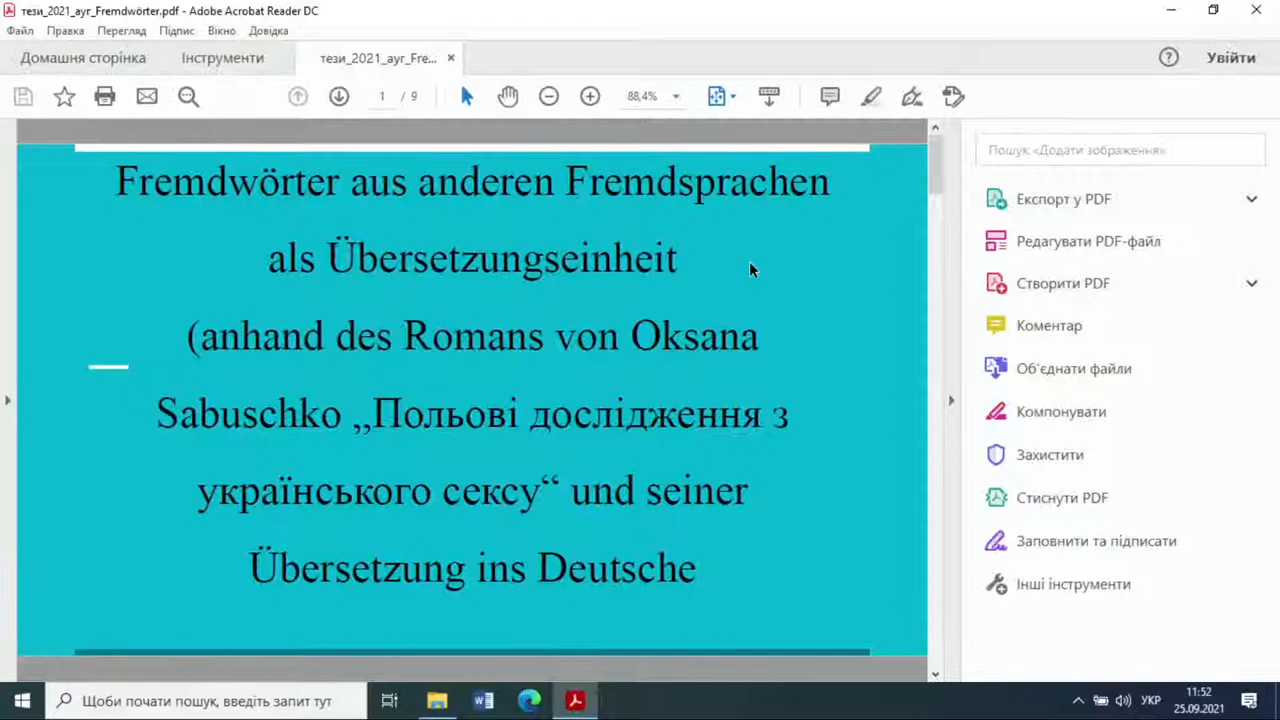 тези_2021_ayr_Fremdwörter.pdf - Adobe Acrobat Reader DC
Файл Правка Перегляд Підпис Вікно Довідка
Домашня сторінка Інструменти тези_2021_ayr_Fre... × Увійти
1 / 9 88,4%
Fremdwörter aus anderen Fremdsprachen
als Übersetzungseinheit
(anhand des Romans von Oksana
Sabuschko „Польові дослідження з
українського сексу“ und seiner
Übersetzung ins Deutsche
Пошук «Додати зображення»
Експорт у PDF
Редагувати PDF-файл
Створити PDF
Коментар
Об'єднати файли
Компонувати
Захистити
Стиснути PDF
Заповнити та підписати
Інші інструменти
Щоби почати пошук, введіть запит тут
УКР
11:52
25.09.2021